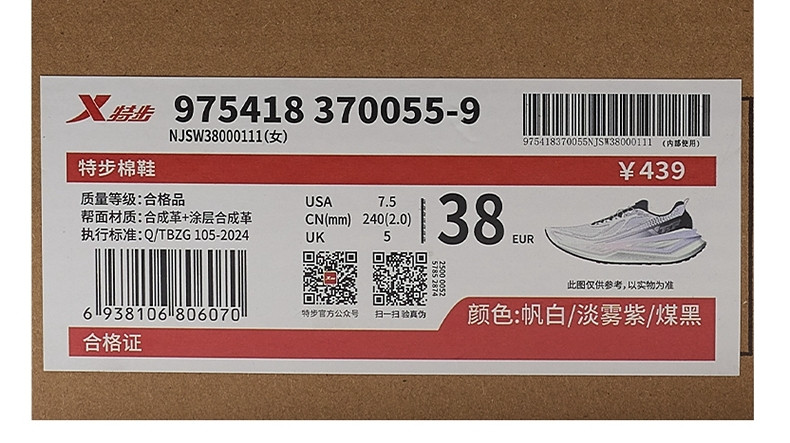 特步 975418 370055-9
NJSW38000111(女)
975418370055NJSW38000111 (内部使用)
特步棉鞋 ￥439
质量等级:合格品
帮面材质:合成革+涂层合成革
执行标准:Q/TBZG 105-2024
USA 7.5
CN(mm) 240(2.0)
UK 5
38 EUR
此图仅供参考,以实物为准
2500 0052
5785 2874
6 938106 806070
特步官方公众号
扫一扫 验真伪
颜色:帆白/淡雾紫/煤黑
合格证